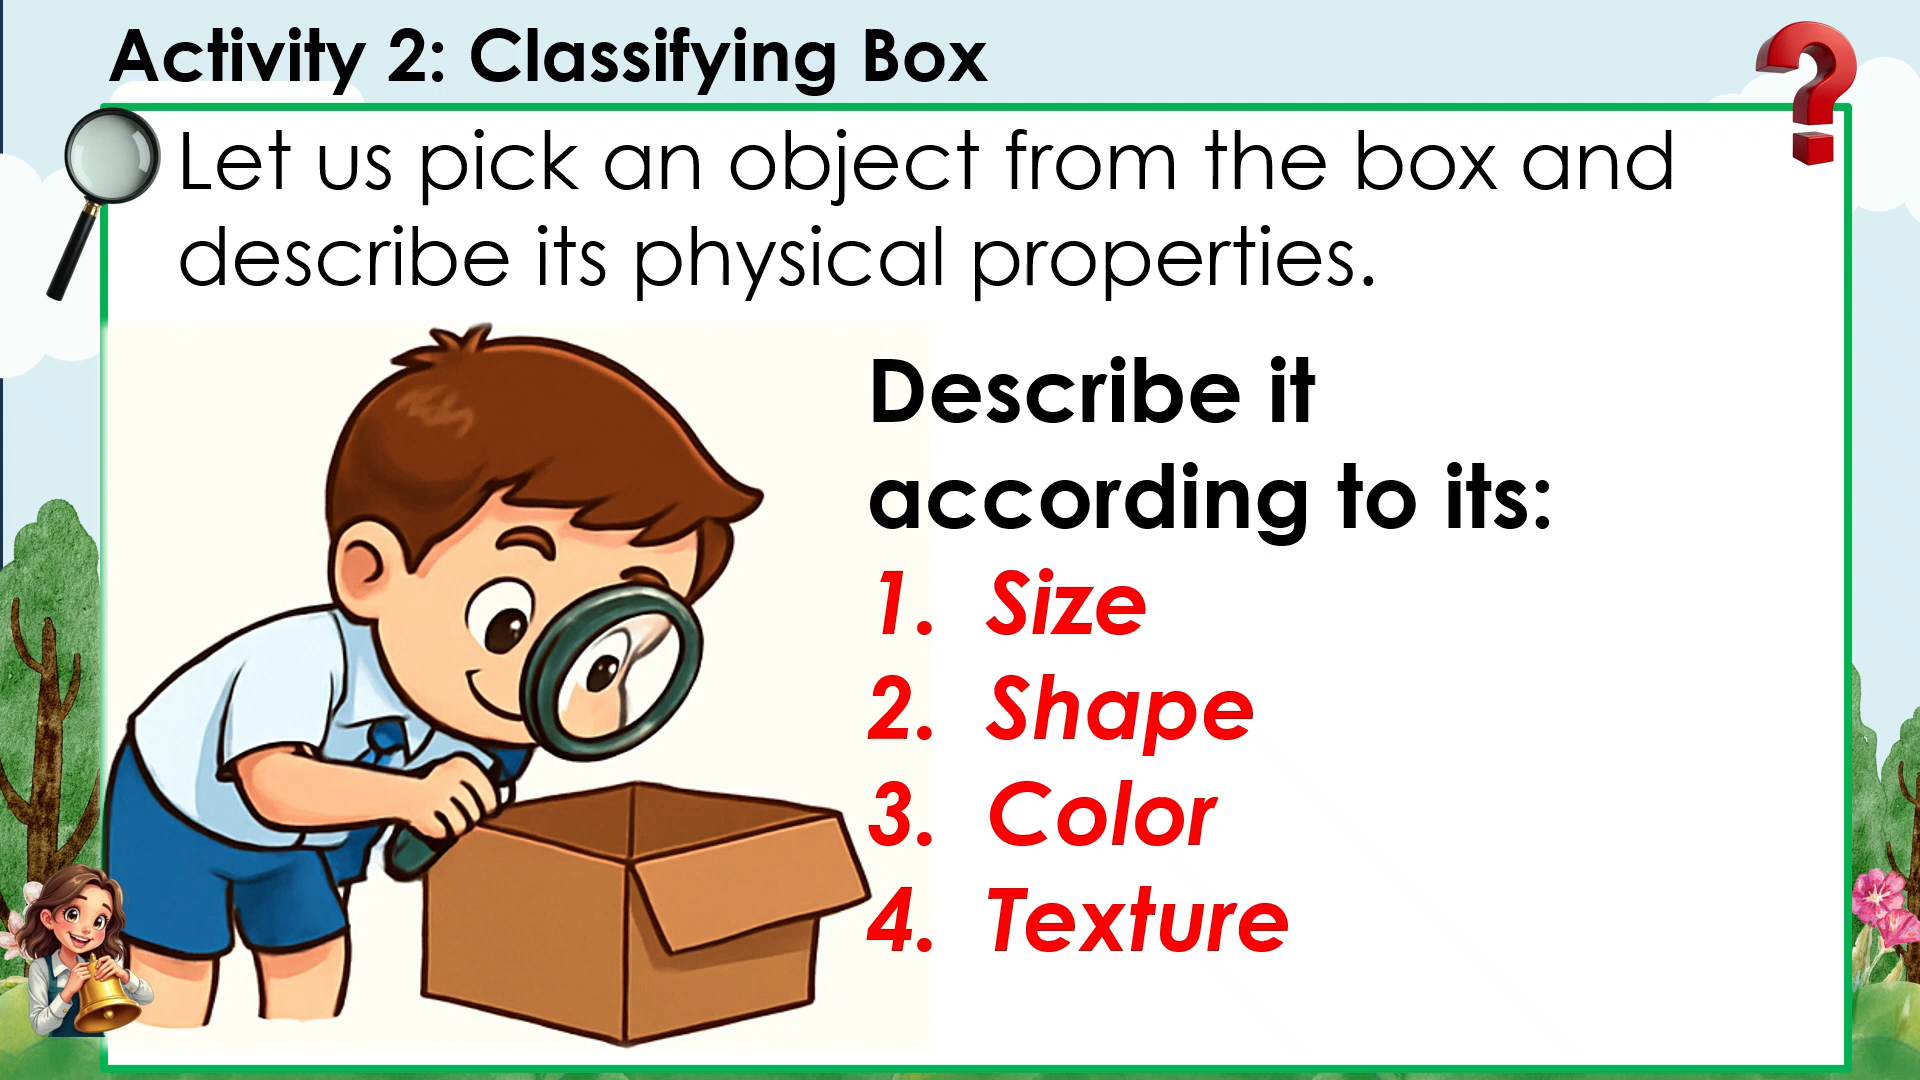 Activity 2: Classifying Box
Let us pick an object from the box and
describe its physical properties.
Describe it
according to its:
1. Size
2. Shape
3. Color
4. Texture